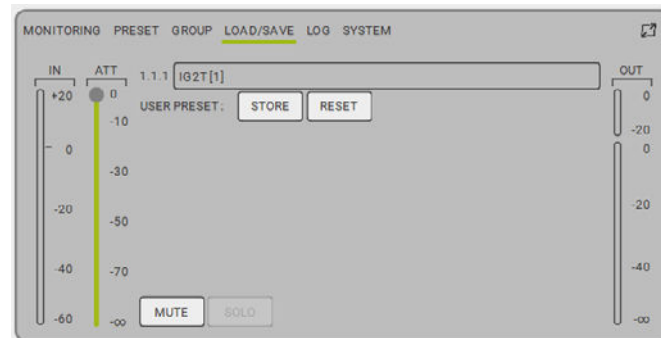 MONITORING PRESET GROUP LOAD/SAVE LOG SYSTEM
IN ATT 1.1.1 IG2T[1] OUT
+20 0 0
USER PRESET: STORE RESET
-10
-20
0 0
-30
-20 -20
-50
-40 -40
-70
MUTE SOLO
-60 -∞ -∞